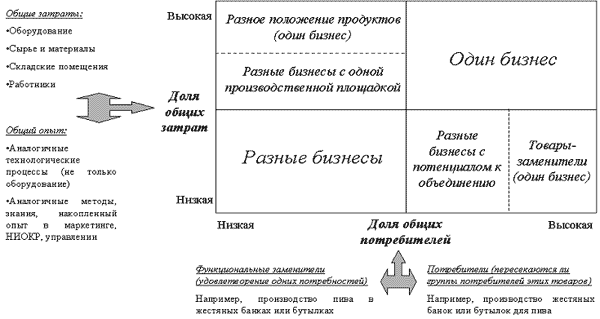 Общие затраты:
•Оборудование
•Сырье и материалы
•Складские помещения
•Работники
Общий опыт:
•Аналогичные
технологические
процессы (не только
оборудование)
•Аналогичные методы,
знания, накопленный
опыт в маркетинге,
НИОКР, управлении
Доля
общих
затрат
Высокая
Низкая
Разное положение продуктов
(один бизнес)
Разные бизнесы с одной
производственной площадкой
Один бизнес
Разные бизнесы
Разные
бизнесы с
потенциалом к
объединению
Товары-
заменители
(один бизнес)
Низкая
Доля общих
потребителей
Высокая
Функциональные заменители
(удовлетворение одних потребностей)
Например, производство пива в
жестяных банках или бутылках
Потребители (пересекаются ли
группы потребителей этих товаров)
Например, производство жестяных
банок или бутылок для пива